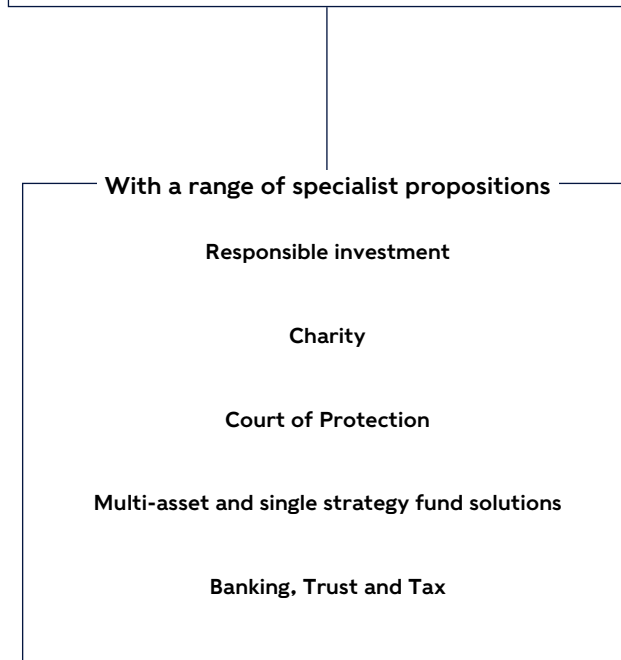 With a range of specialist propositions
Responsible investment
Charity
Court of Protection
Multi-asset and single strategy fund solutions
Banking, Trust and Tax